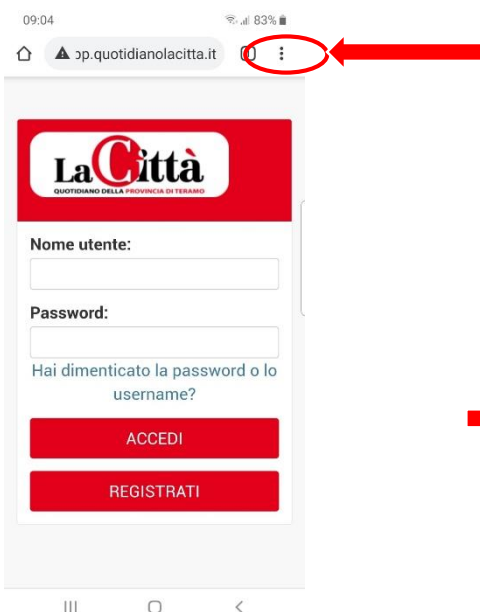 09:04 83%
op.quotidianolacitta.it
La Città
QUOTIDIANO DELLA PROVINCIA DI TERAMO
Nome utente:
Password:
Hai dimenticato la password o lo
username?
ACCEDI
REGISTRATI